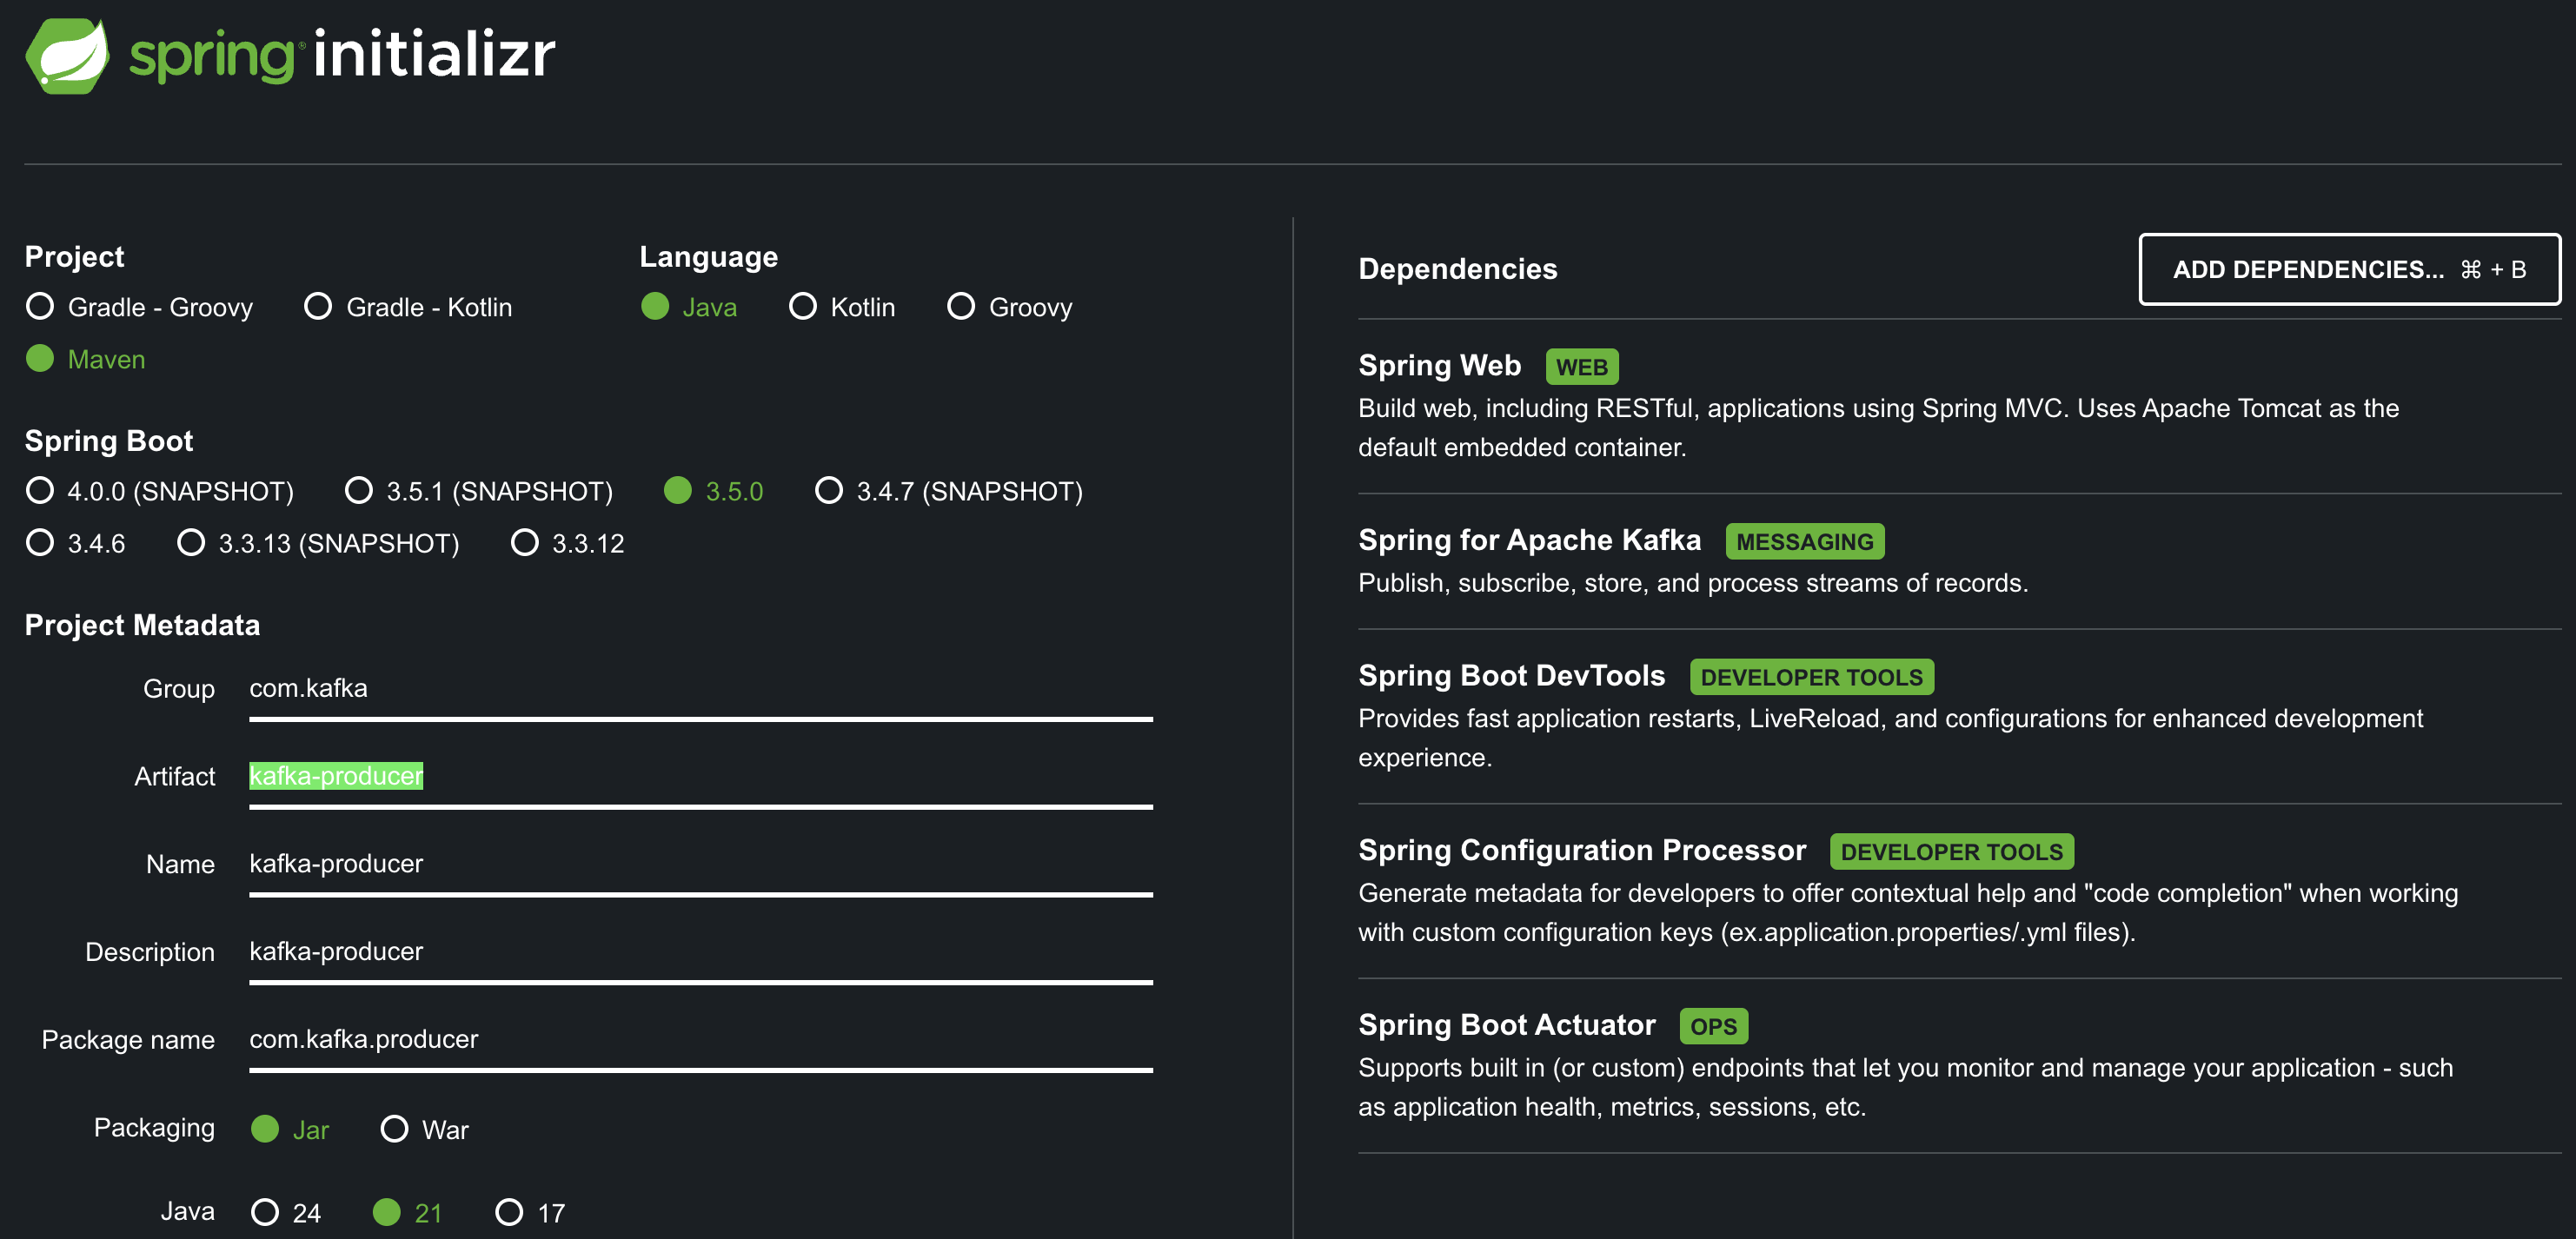 spring initializr
Project
Gradle - Groovy Gradle - Kotlin
Maven
Language
Java Kotlin Groovy
Spring Boot
4.0.0 (SNAPSHOT) 3.5.1 (SNAPSHOT) 3.5.0 3.4.7 (SNAPSHOT)
3.4.6 3.3.13 (SNAPSHOT) 3.3.12
Project Metadata
Group com.kafka
Artifact kafka-producer
Name kafka-producer
Description kafka-producer
Package name com.kafka.producer
Packaging Jar War
Java 24 21 17
Dependencies ADD DEPENDENCIES... ⌘ + B
Spring Web WEB
Build web, including RESTful, applications using Spring MVC. Uses Apache Tomcat as the
default embedded container.
Spring for Apache Kafka MESSAGING
Publish, subscribe, store, and process streams of records.
Spring Boot DevTools DEVELOPER TOOLS
Provides fast application restarts, LiveReload, and configurations for enhanced development
experience.
Spring Configuration Processor DEVELOPER TOOLS
Generate metadata for developers to offer contextual help and "code completion" when working
with custom configuration keys (ex.application.properties/.yml files).
Spring Boot Actuator OPS
Supports built in (or custom) endpoints that let you monitor and manage your application - such
as application health, metrics, sessions, etc.